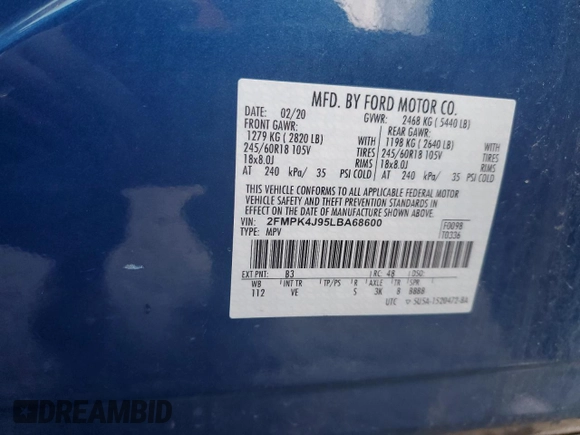 MFD. BY FORD MOTOR CO.
DATE: 02/20 GVWR: 2468 KG ( 5440 LB)
FRONT GAWR: REAR GAWR:
1279 KG ( 2820 LB) WITH 1198 KG ( 2640 LB) WITH
245/60R18 105V TIRES 245/60R18 105V TIRES
18x8.0J RIMS 18x8.0J RIMS
AT 240 kPa/ 35 PSI COLD AT 240 kPa/ 35 PSI COLD
THIS VEHICLE CONFORMS TO ALL APPLICABLE FEDERAL MOTOR
VEHICLE SAFETY AND THEFT PREVENTION STANDARDS IN
EFFECT ON THE DATE OF MANUFACTURE SHOWN ABOVE.
VIN: 2FMPK4J95LBA68600 F0098
TYPE: MPV T0336
EXT PNT: B3 RC: 48 DSO:
WB INT TR TP/PS R AXLE TR SPR
112 VE 5 3K 8 BBBB
UTC
DREAMBID